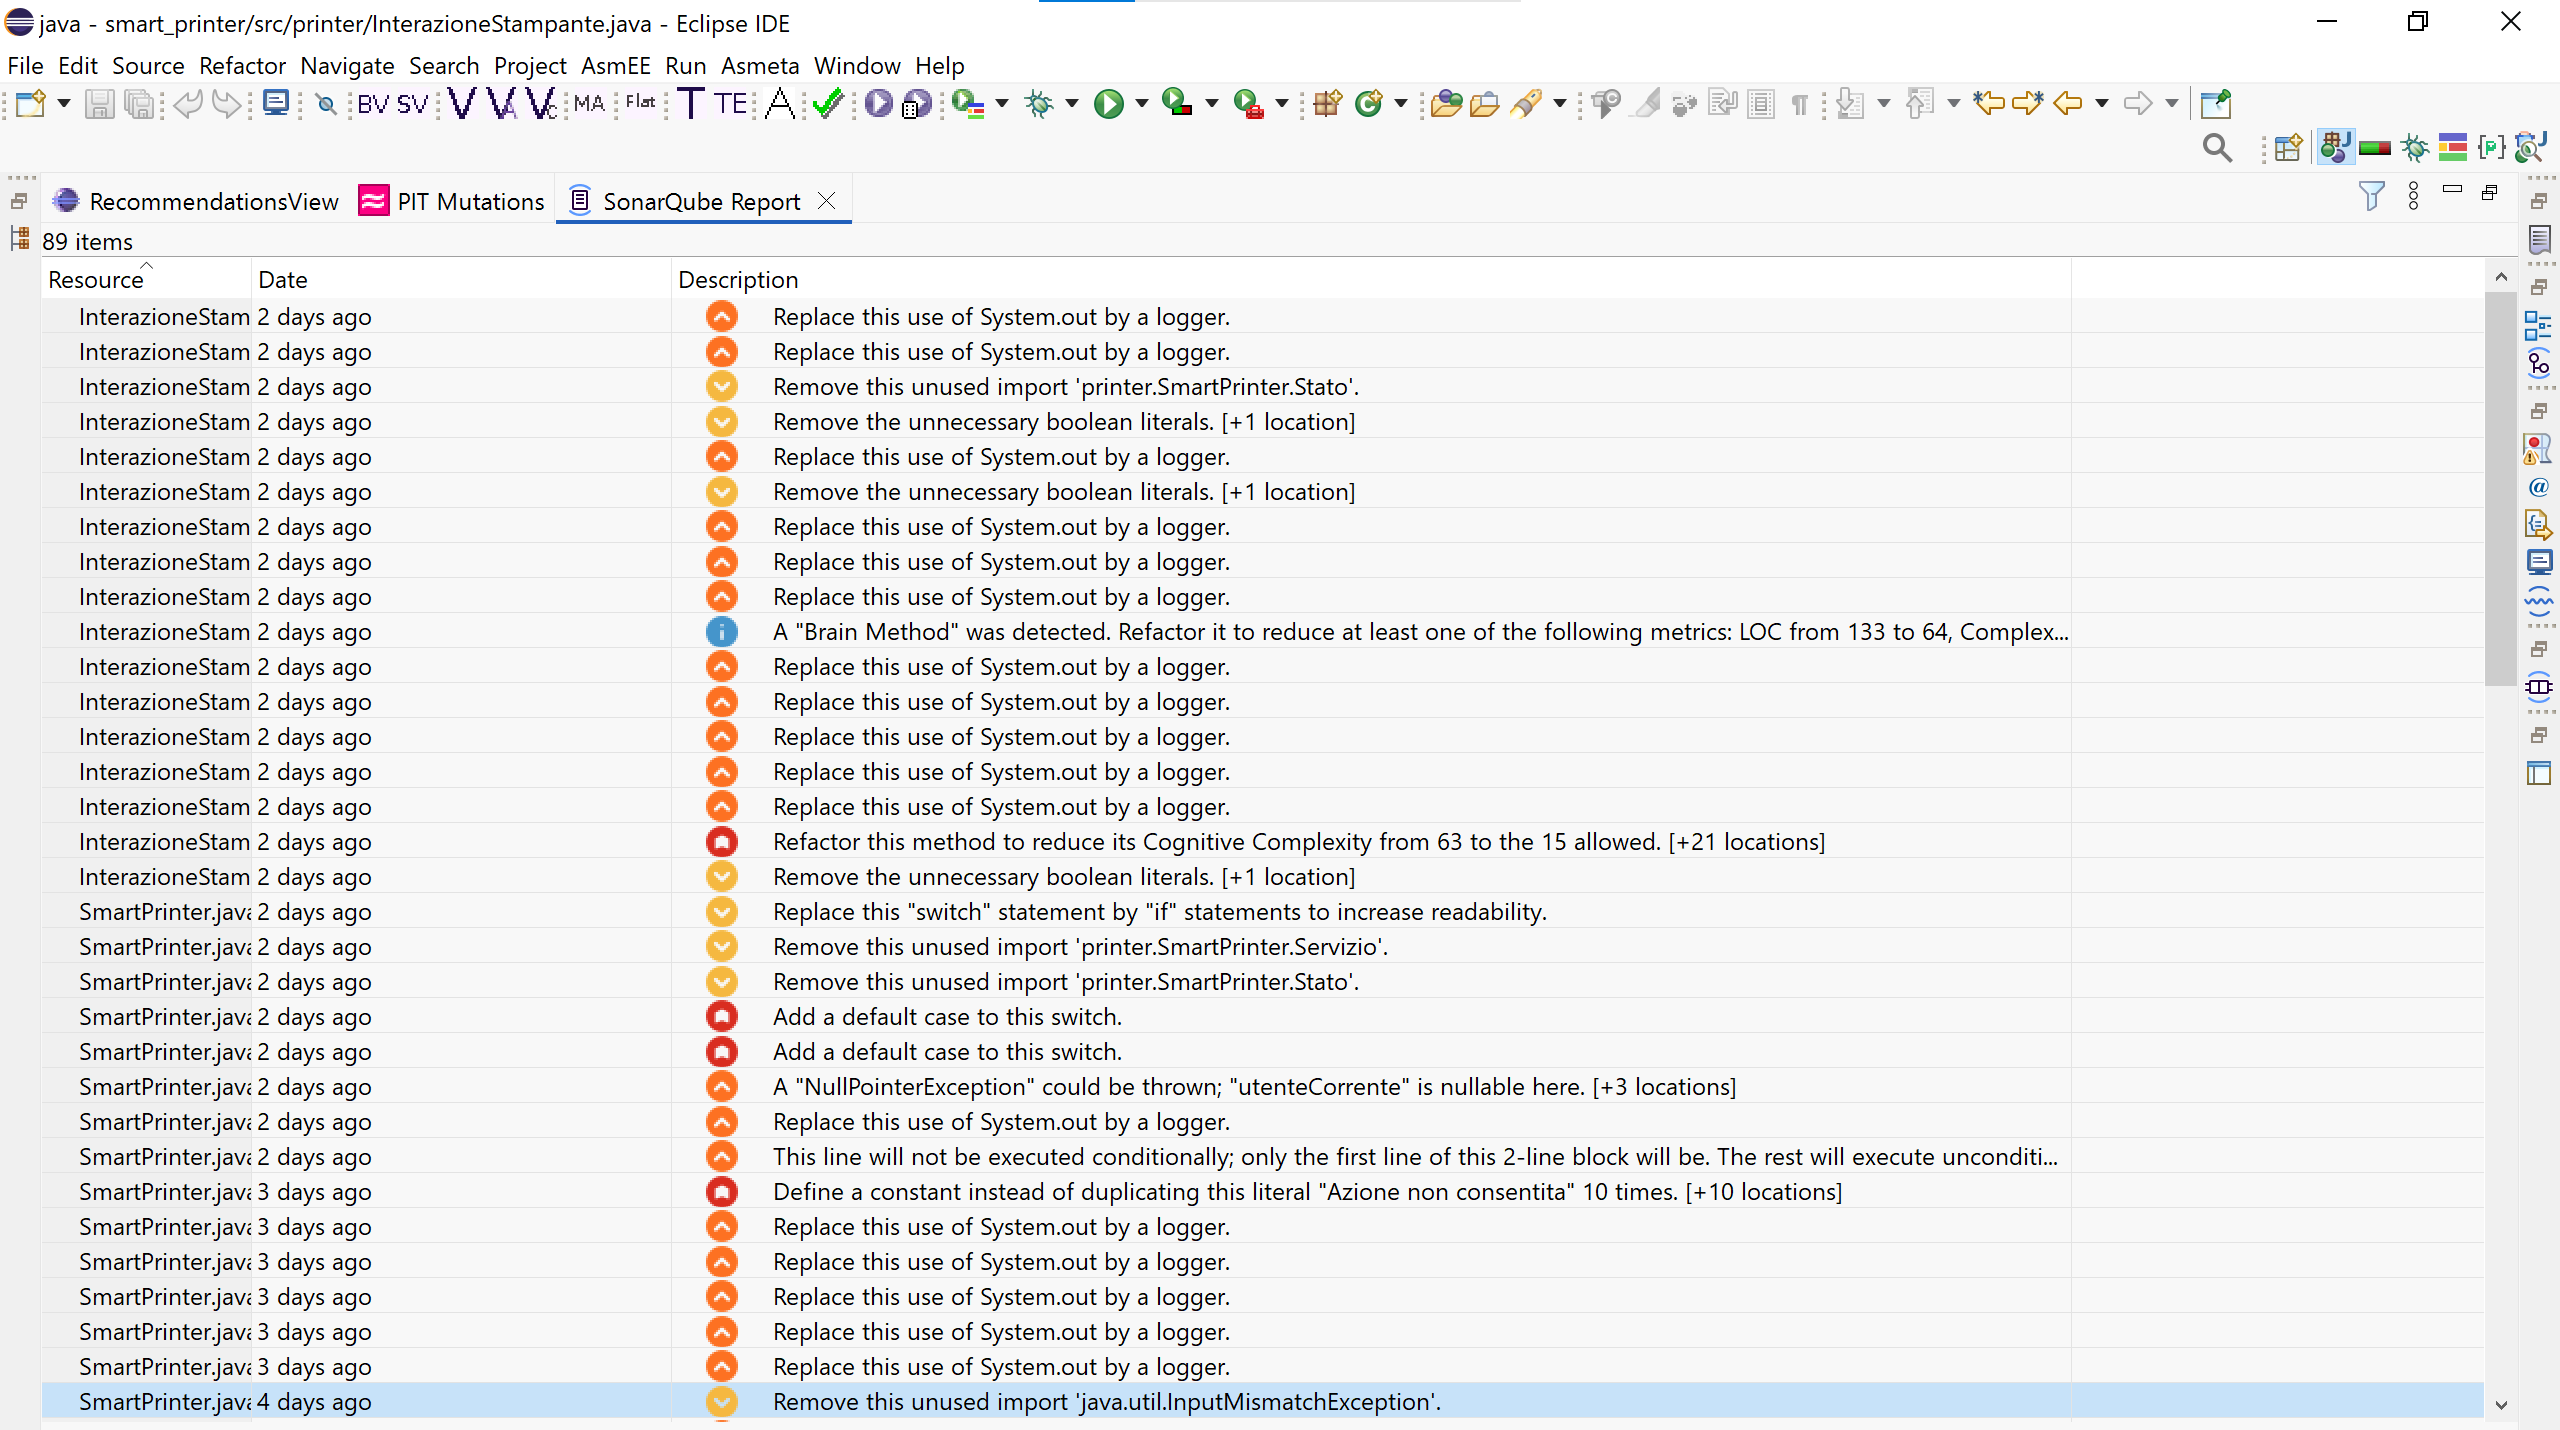 java - smart_printer/src/printer/InterazioneStampante.java - Eclipse IDE
File Edit Source Refactor Navigate Search Project AsmEE Run Asmeta Window Help
BV SV V VA Vc MA Flat T TE A
RecommendationsView PIT Mutations SonarQube Report
89 items
Resource Date Description
InterazioneStam 2 days ago Replace this use of System.out by a logger.
InterazioneStam 2 days ago Replace this use of System.out by a logger.
InterazioneStam 2 days ago Remove this unused import 'printer.SmartPrinter.Stato'.
InterazioneStam 2 days ago Remove the unnecessary boolean literals. [+1 location]
InterazioneStam 2 days ago Replace this use of System.out by a logger.
InterazioneStam 2 days ago Remove the unnecessary boolean literals. [+1 location]
InterazioneStam 2 days ago Replace this use of System.out by a logger.
InterazioneStam 2 days ago Replace this use of System.out by a logger.
InterazioneStam 2 days ago Replace this use of System.out by a logger.
InterazioneStam 2 days ago A "Brain Method" was detected. Refactor it to reduce at least one of the following metrics: LOC from 133 to 64, Complex...
InterazioneStam 2 days ago Replace this use of System.out by a logger.
InterazioneStam 2 days ago Replace this use of System.out by a logger.
InterazioneStam 2 days ago Replace this use of System.out by a logger.
InterazioneStam 2 days ago Replace this use of System.out by a logger.
InterazioneStam 2 days ago Replace this use of System.out by a logger.
InterazioneStam 2 days ago Refactor this method to reduce its Cognitive Complexity from 63 to the 15 allowed. [+21 locations]
InterazioneStam 2 days ago Remove the unnecessary boolean literals. [+1 location]
SmartPrinter.java 2 days ago Replace this "switch" statement by "if" statements to increase readability.
SmartPrinter.java 2 days ago Remove this unused import 'printer.SmartPrinter.Servizio'.
SmartPrinter.java 2 days ago Remove this unused import 'printer.SmartPrinter.Stato'.
SmartPrinter.java 2 days ago Add a default case to this switch.
SmartPrinter.java 2 days ago Add a default case to this switch.
SmartPrinter.java 2 days ago A "NullPointerException" could be thrown; "utenteCorrente" is nullable here. [+3 locations]
SmartPrinter.java 2 days ago Replace this use of System.out by a logger.
SmartPrinter.java 2 days ago This line will not be executed conditionally; only the first line of this 2-line block will be. The rest will execute unconditi...
SmartPrinter.java 3 days ago Define a constant instead of duplicating this literal "Azione non consentita" 10 times. [+10 locations]
SmartPrinter.java 3 days ago Replace this use of System.out by a logger.
SmartPrinter.java 3 days ago Replace this use of System.out by a logger.
SmartPrinter.java 3 days ago Replace this use of System.out by a logger.
SmartPrinter.java 3 days ago Replace this use of System.out by a logger.
SmartPrinter.java 3 days ago Replace this use of System.out by a logger.
SmartPrinter.java 4 days ago Remove this unused import 'java.util.InputMismatchException'.